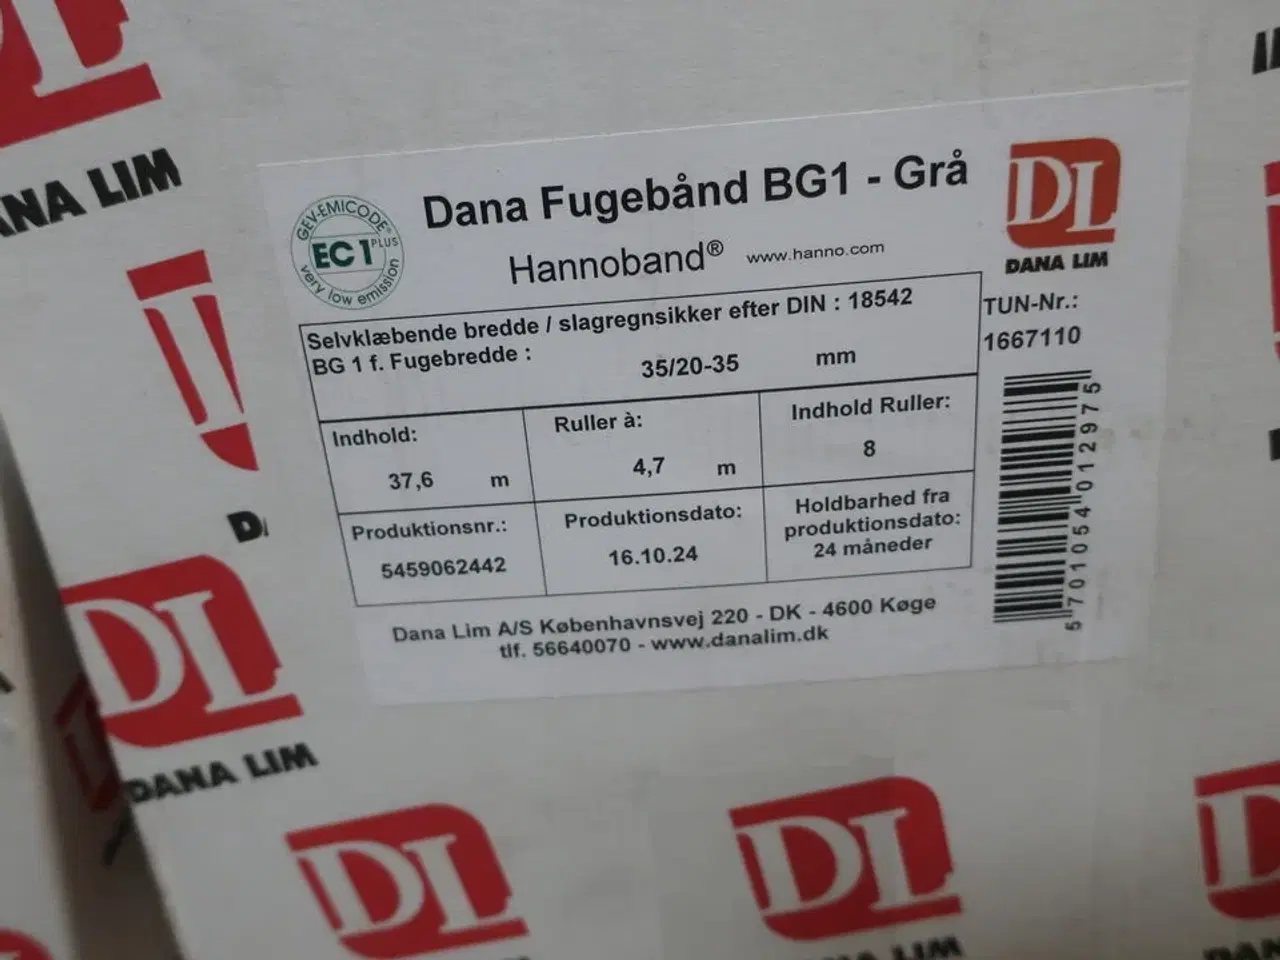 DANA LIM
GEV-EMICODE®
EC1 PLUS
very low emission
Dana Fugebånd BG1 - Grå
Hannoband® www.hanno.com
DL
DANA LIM
Selvklæbende bredde / slagregnsikker efter DIN : 18542
BG 1 f. Fugebredde : 35/20-35 mm
TUN-Nr.:
1667110
Indhold:
37,6 m
Ruller à:
4,7 m
Indhold Ruller:
8
Produktionsnr.:
5459062442
Produktionsdato:
16.10.24
Holdbarhed fra
produktionsdato:
24 måneder
5701054012975
Dana Lim A/S Københavnsvej 220 - DK - 4600 Køge
tlf. 56640070 - www.danalim.dk
DL
DANA LIM
DL
DL
LIM